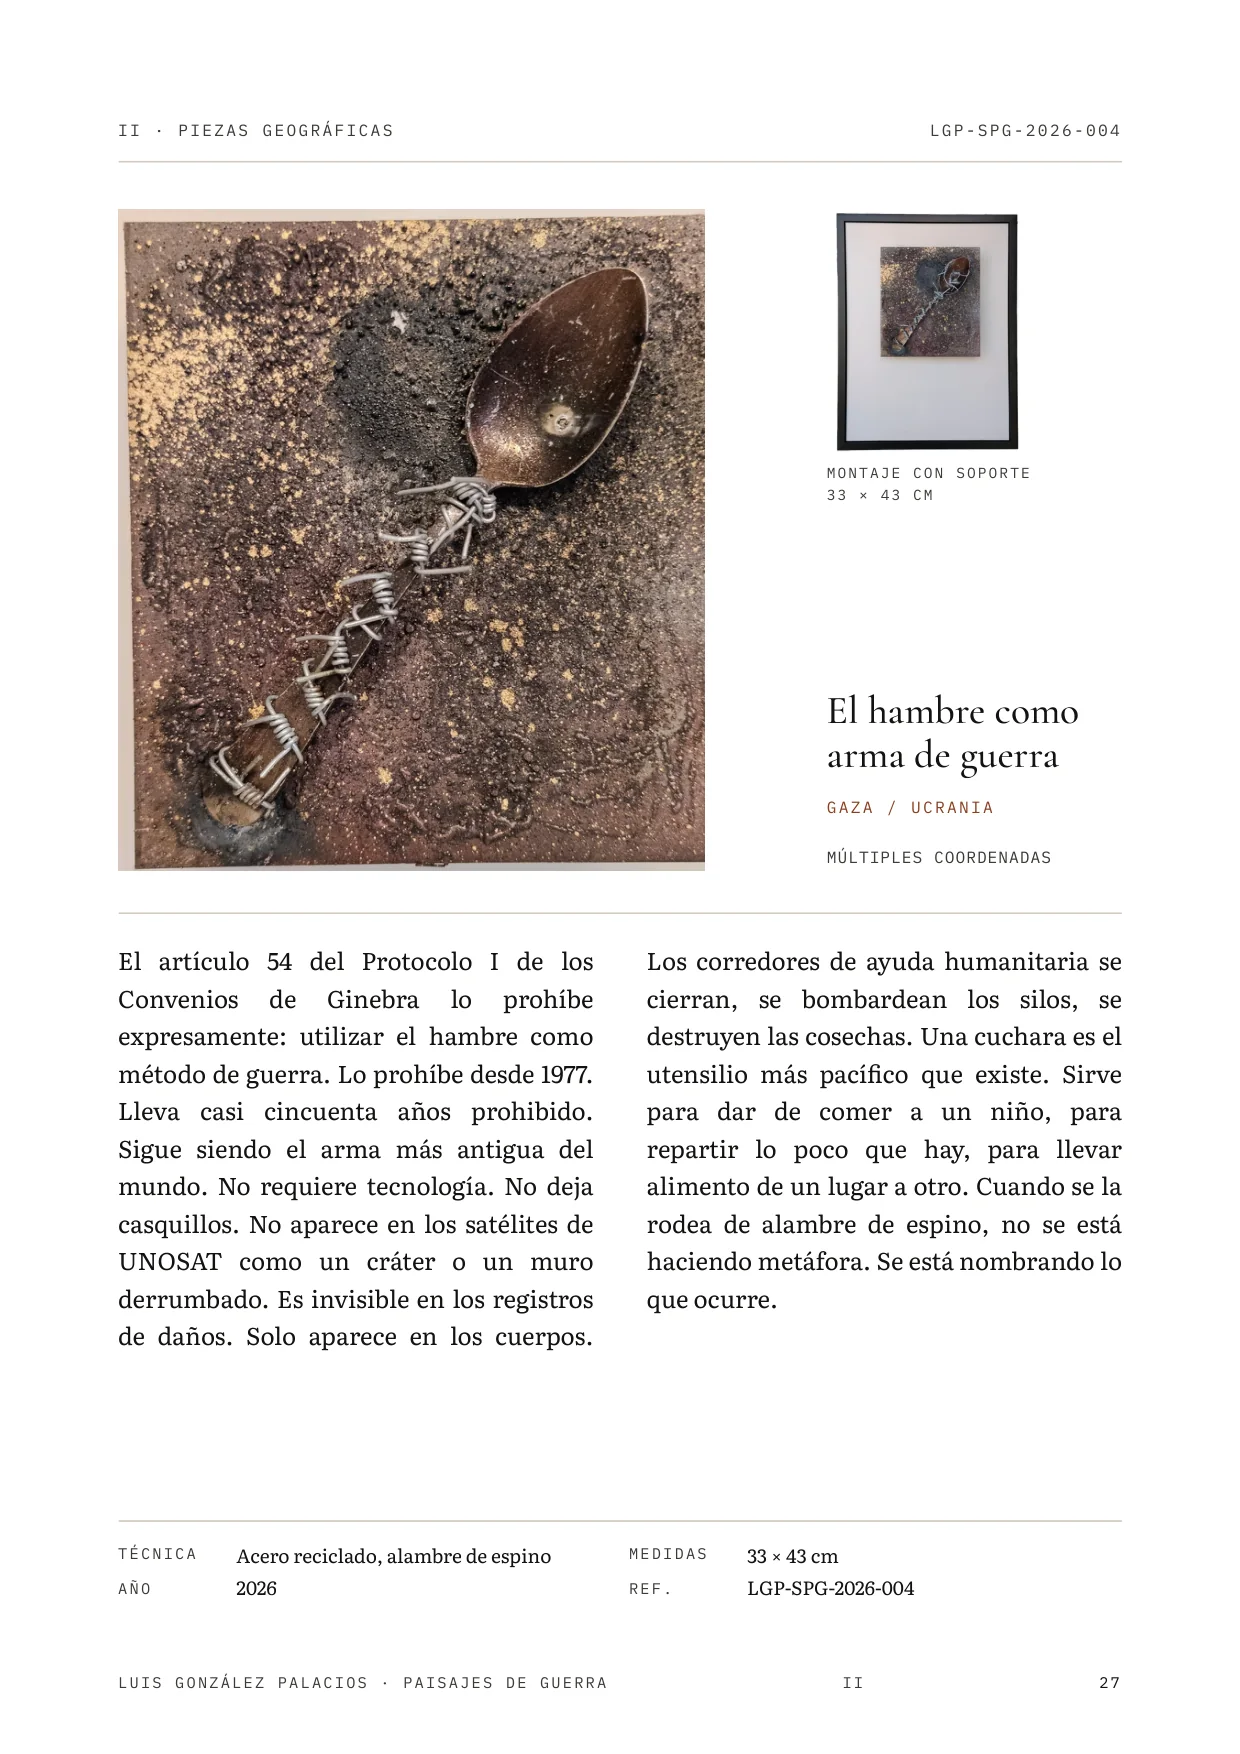 II · PIEZAS GEOGRÁFICAS
LGP-SPG-2026-004
MONTAJE CON SOPORTE
33 × 43 CM
El hambre como
arma de guerra
GAZA / UCRANIA
MÚLTIPLES COORDENADAS
El artículo 54 del Protocolo I de los
Convenios de Ginebra lo prohíbe
expresamente: utilizar el hambre como
método de guerra. Lo prohíbe desde 1977.
Lleva casi cincuenta años prohibido.
Sigue siendo el arma más antigua del
mundo. No requiere tecnología. No deja
casquillos. No aparece en los satélites de
UNOSAT como un cráter o un muro
derrumbado. Es invisible en los registros
de daños. Solo aparece en los cuerpos.
Los corredores de ayuda humanitaria se
cierran, se bombardean los silos, se
destruyen las cosechas. Una cuchara es el
utensilio más pacífico que existe. Sirve
para dar de comer a un niño, para
repartir lo poco que hay, para llevar
alimento de un lugar a otro. Cuando se la
rodea de alambre de espino, no se está
haciendo metáfora. Se está nombrando lo
que ocurre.
TÉCNICA Acero reciclado, alambre de espino
AÑO 2026
MEDIDAS 33 × 43 cm
REF. LGP-SPG-2026-004
LUIS GONZÁLEZ PALACIOS · PAISAJES DE GUERRA
II
27